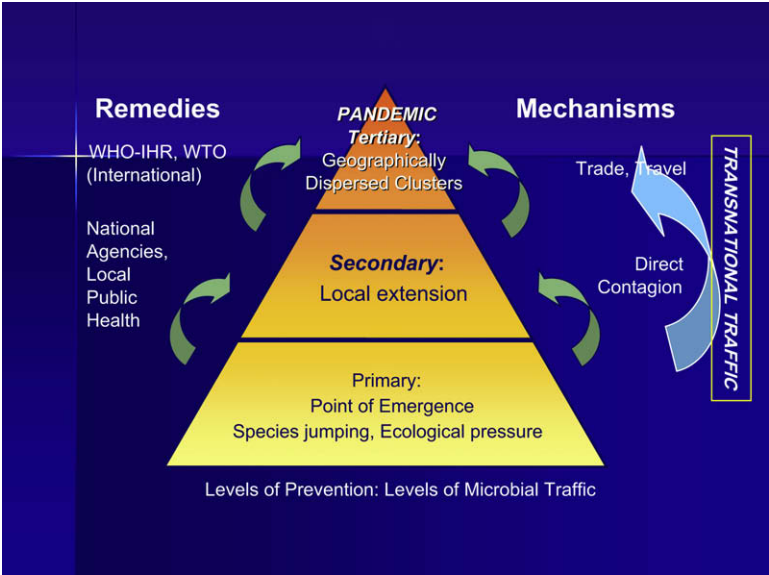 Remedies
WHO-IHR, WTO
(International)
National
Agencies,
Local
Public
Health
PANDEMIC
Tertiary:
Geographically
Dispersed Clusters
Secondary:
Local extension
Primary:
Point of Emergence
Species jumping, Ecological pressure
Mechanisms
Trade, Travel
Direct
Contagion
TRANSNATIONAL TRAFFIC
Levels of Prevention: Levels of Microbial Traffic